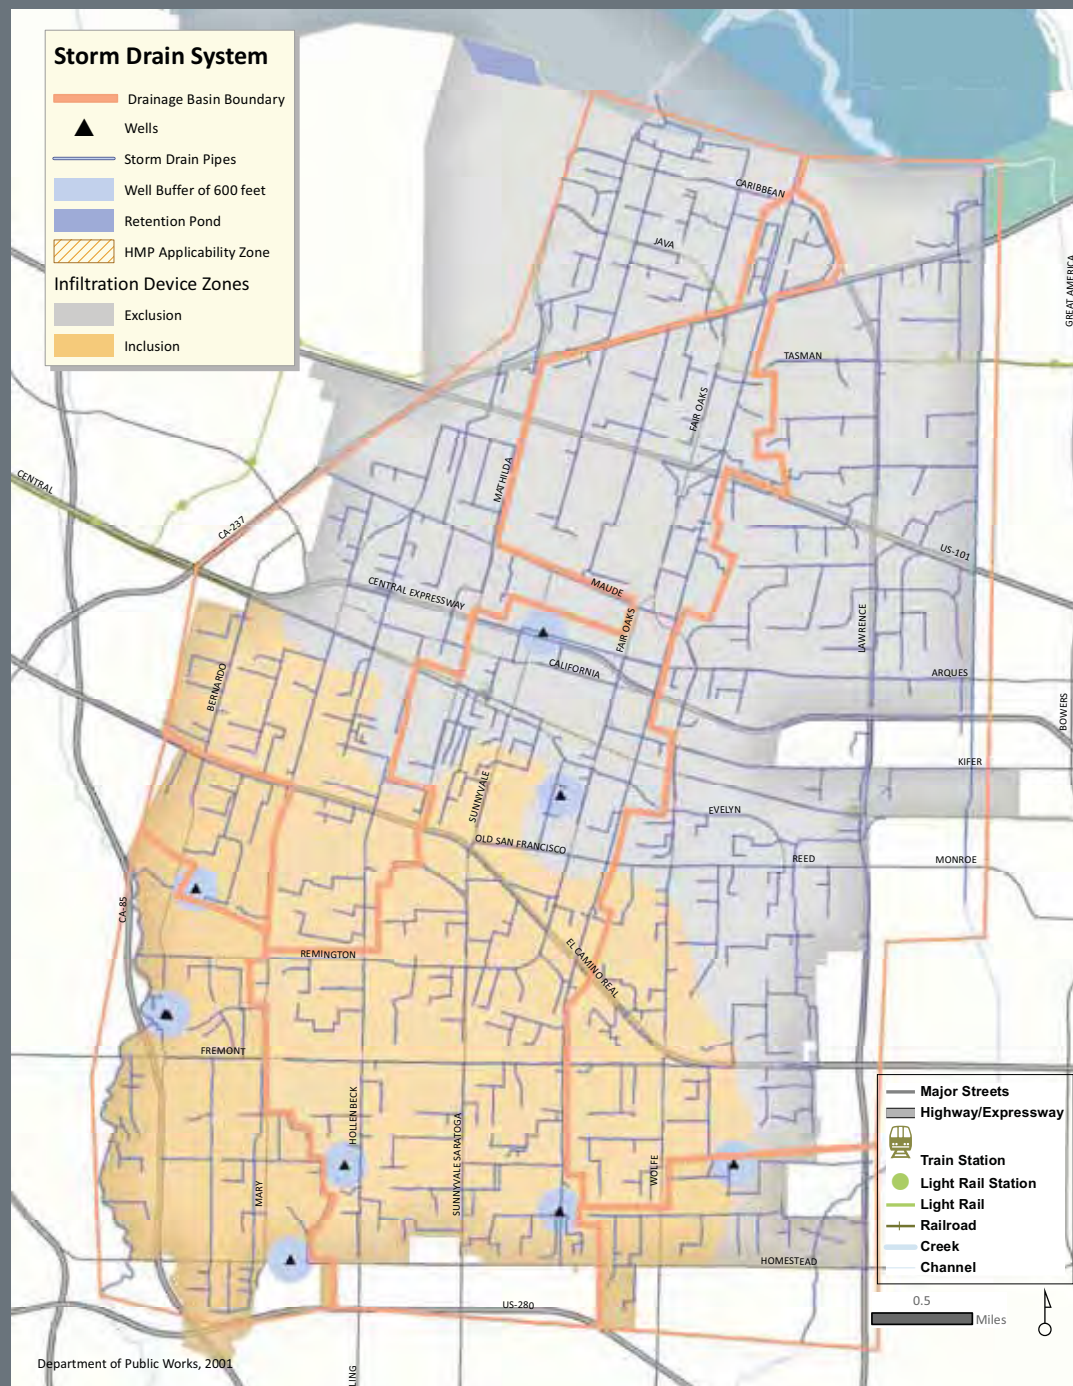 Storm Drain System
Drainage Basin Boundary
Wells
Storm Drain Pipes
Well Buffer of 600 feet
Retention Pond
HMP Applicability Zone
Infiltration Device Zones
Exclusion
Inclusion
CARIBBEAN
JAVA
GREAT AMERICA
TASMAN
FAIR OAKS
MATHILDA
CENTRAL
CA-237
US-101
CENTRAL EXPRESSWAY
MAUDE
FAIR OAKS
LAWRENCE
CALIFORNIA
ARQUES
BERNARDO
BOWERS
KIFER
SUNNYVALE
EVELYN
OLD SAN FRANCISCO
REED
MONROE
CA-85
REMINGTON
EL CAMINO REAL
FREMONT
HOLLENBECK
SUNNYVALE SARATOGA
WOLFE
MARY
HOMESTEAD
US-280
LING
Major Streets
Highway/Expressway
Train Station
Light Rail Station
Light Rail
Railroad
Creek
Channel
0.5
Miles
Department of Public Works, 2001